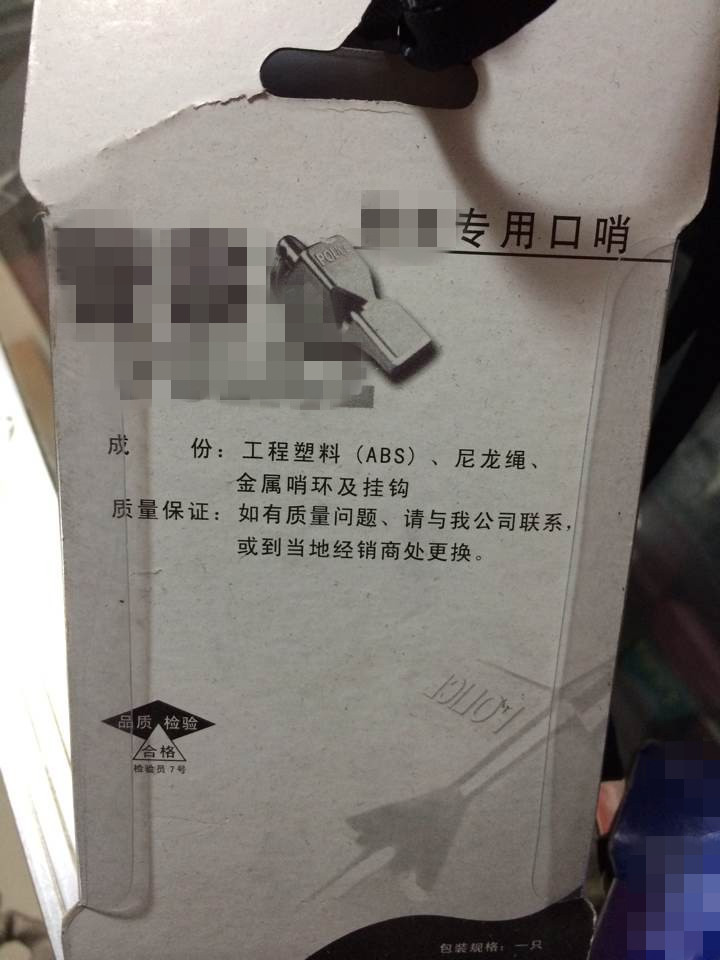 专用口哨
POLICE
成 份：工程塑料（ABS）、尼龙绳、
金属哨环及挂钩
质量保证：如有质量问题、请与我公司联系，
或到当地经销商处更换。
POLICE
品质 检验
合格
检验员7号
包装规格：一只